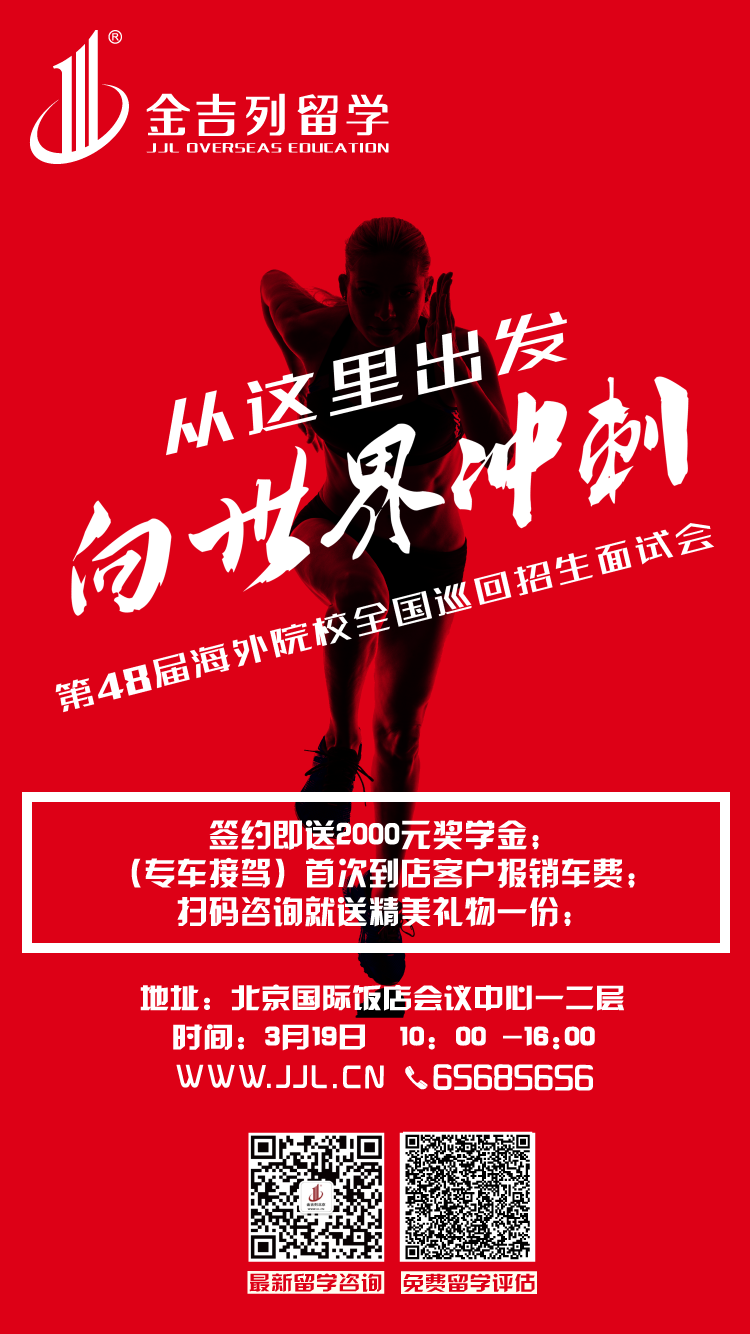 ®
金吉列留学
JJL OVERSEAS EDUCATION
从这里出发
向世界冲刺
第48届海外院校全国巡回招生面试会
签约即送2000元奖学金；
（专车接驾）首次到店客户报销车费；
扫码咨询就送精美礼物一份；
地址：北京国际饭店会议中心一二层
时间：3月19日 10：00 -16:00
WWW.JJL.CN 65685656
最新留学咨询 免费留学评估